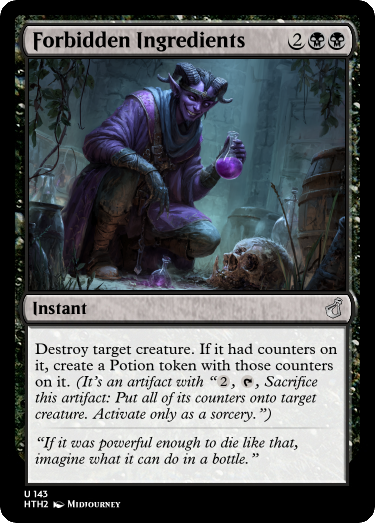 Forbidden Ingredients 2
Instant
Destroy target creature. If it had counters on
it, create a Potion token with those counters
on it. (It's an artifact with “2, , Sacrifice
this artifact: Put all of its counters onto target
creature. Activate only as a sorcery.”)
“If it was powerful enough to die like that,
imagine what it can do in a bottle.”
U 143
HTH2 Midjourney